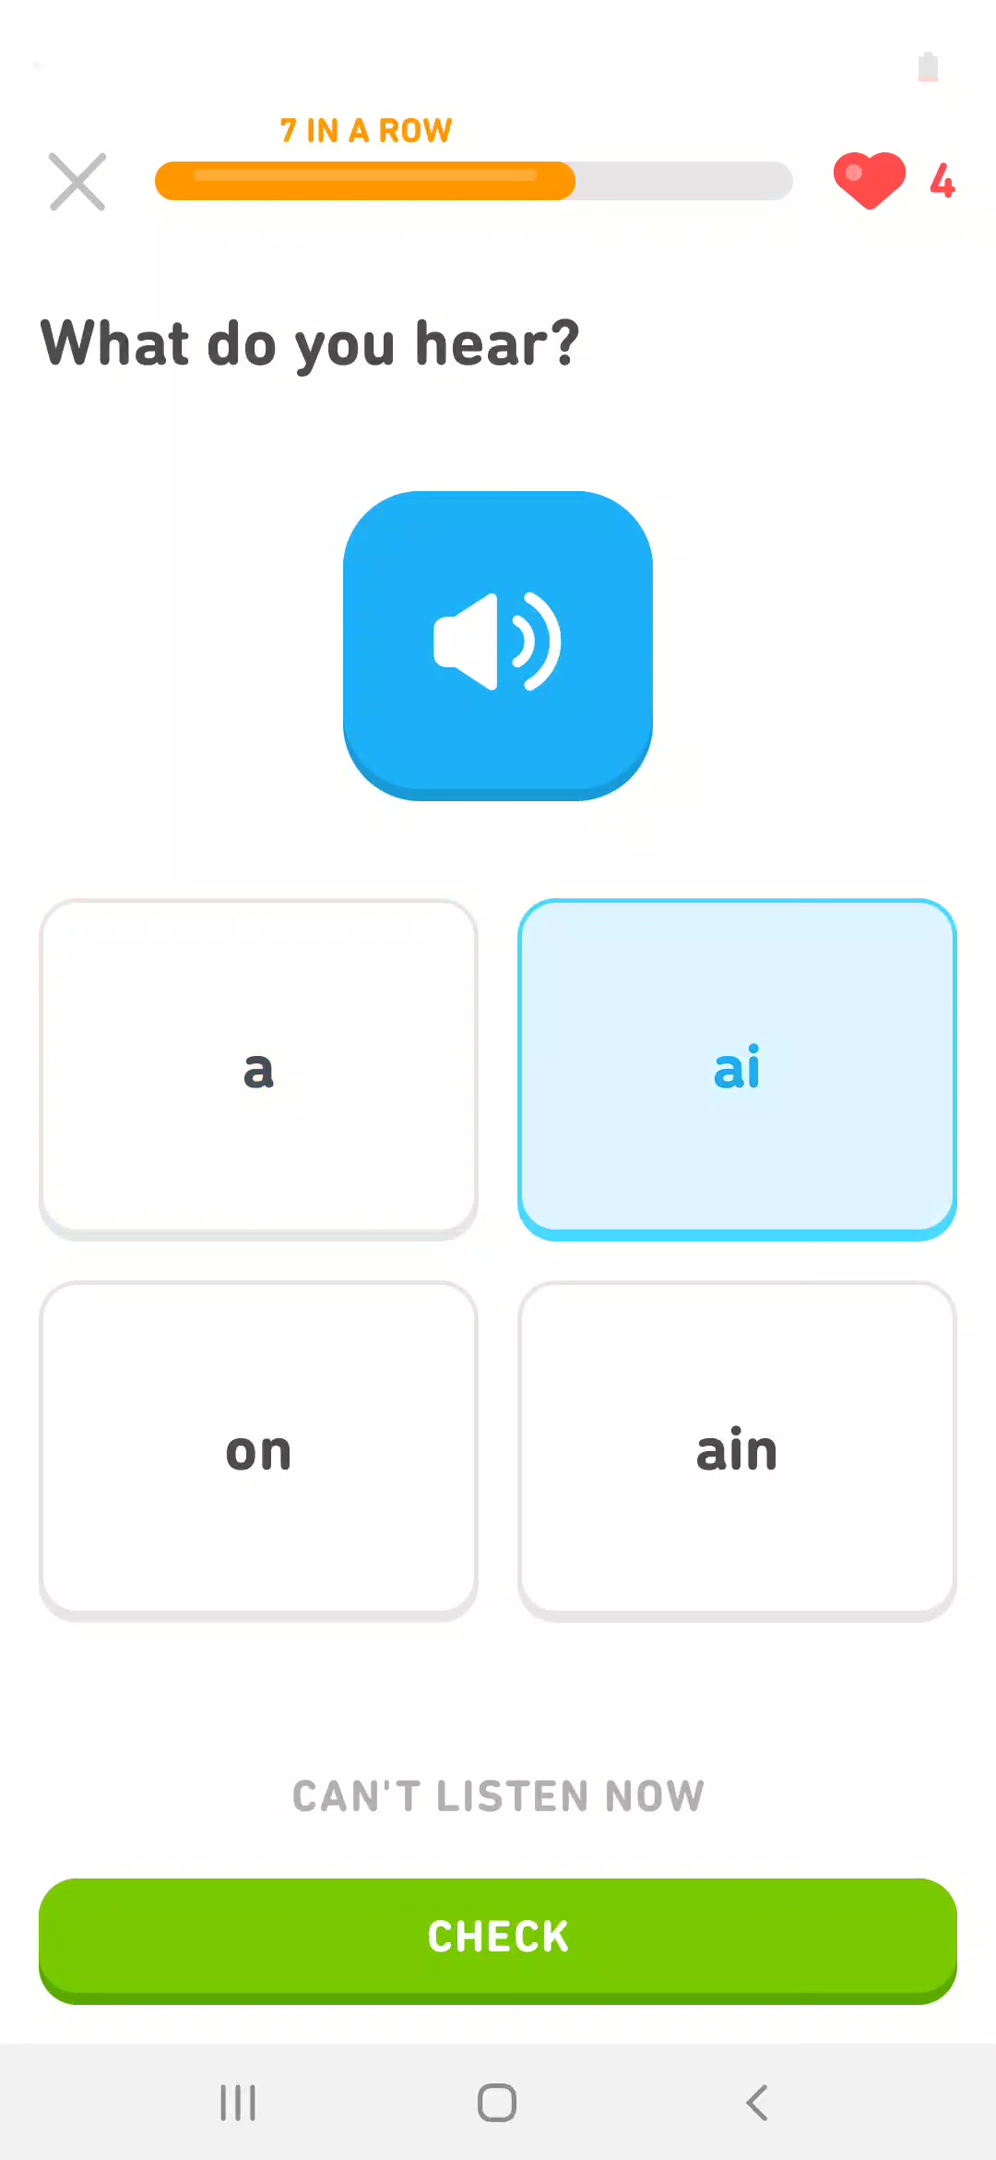 7 IN A ROW
4
What do you hear?
a
ai
on
ain
CAN'T LISTEN NOW
CHECK